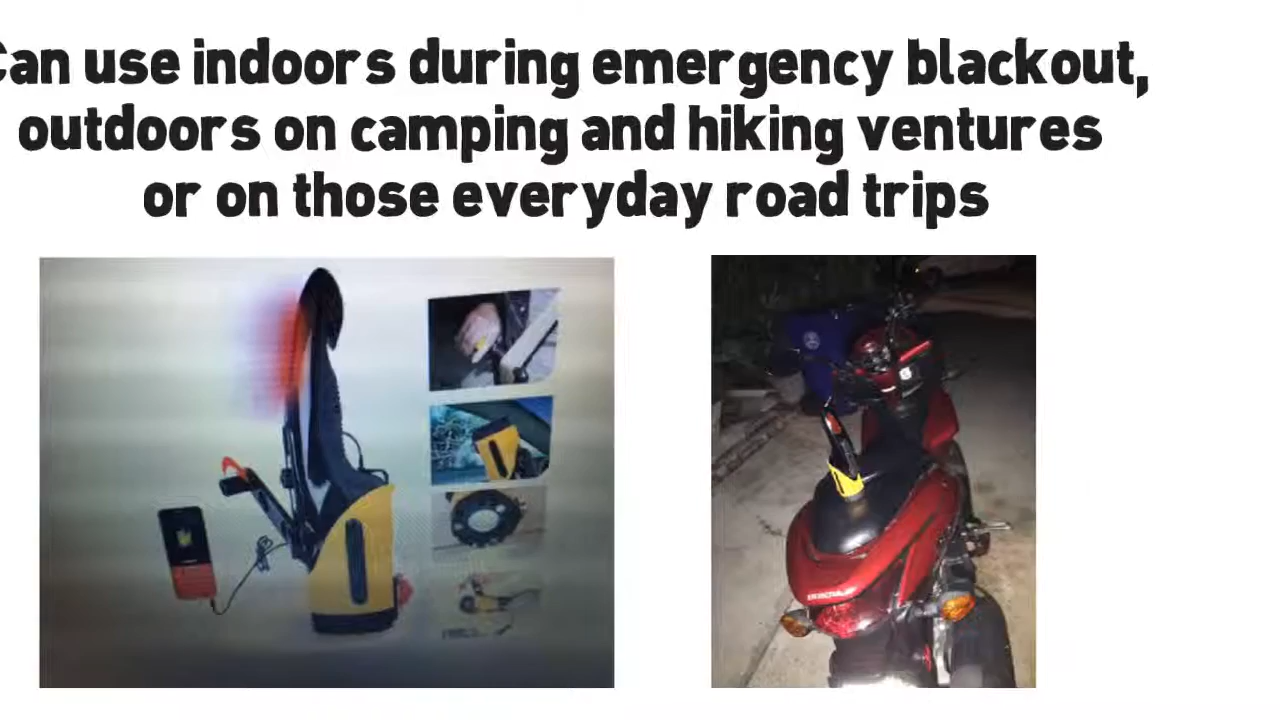 Can use indoors during emergency blackout,
outdoors on camping and hiking ventures
or on those everyday road trips